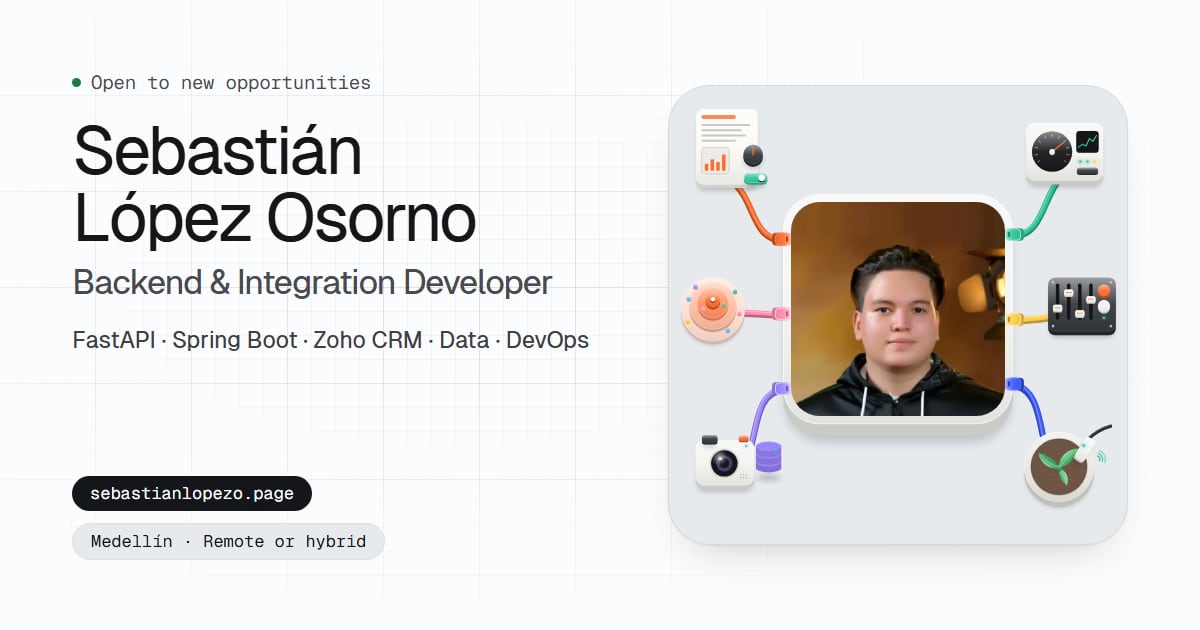 Open to new opportunities
Sebastián
López Osorno
Backend & Integration Developer
FastAPI · Spring Boot · Zoho CRM · Data · DevOps
sebastianlopezo.page
Medellín · Remote or hybrid